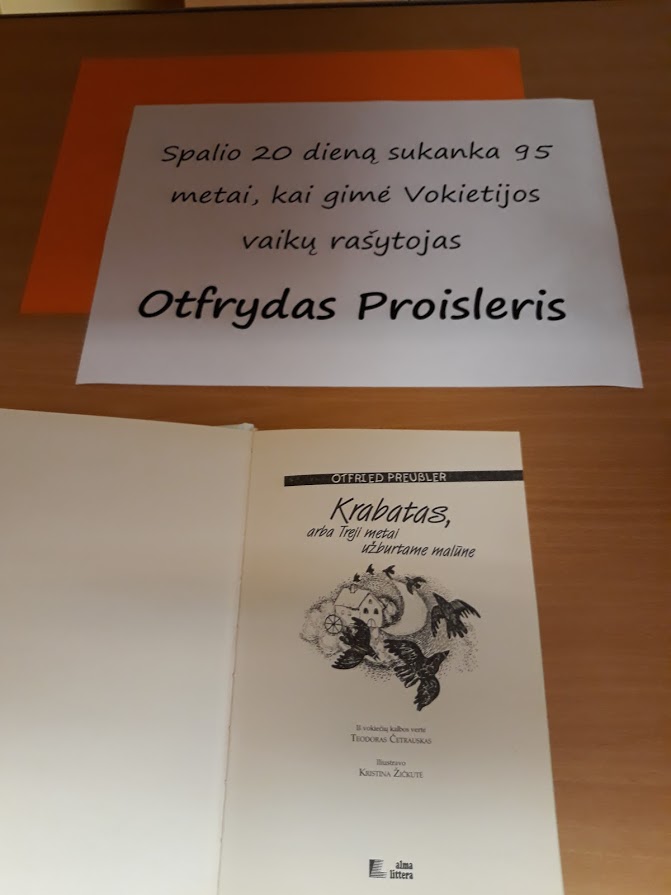 Spalio 20 dieną sukanka 95
metai, kai gimė Vokietijos
vaikų rašytojas
Otfrydas Proisleris
OTFRIED PREUßLER
Krabatas,
arba Treji metai
užburtame malūne
Iš vokiečių kalbos vertė
TEODORAS ČETRAUSKAS
Iliustravo
KRISTINA ŽIČKUTĖ
alma
littera